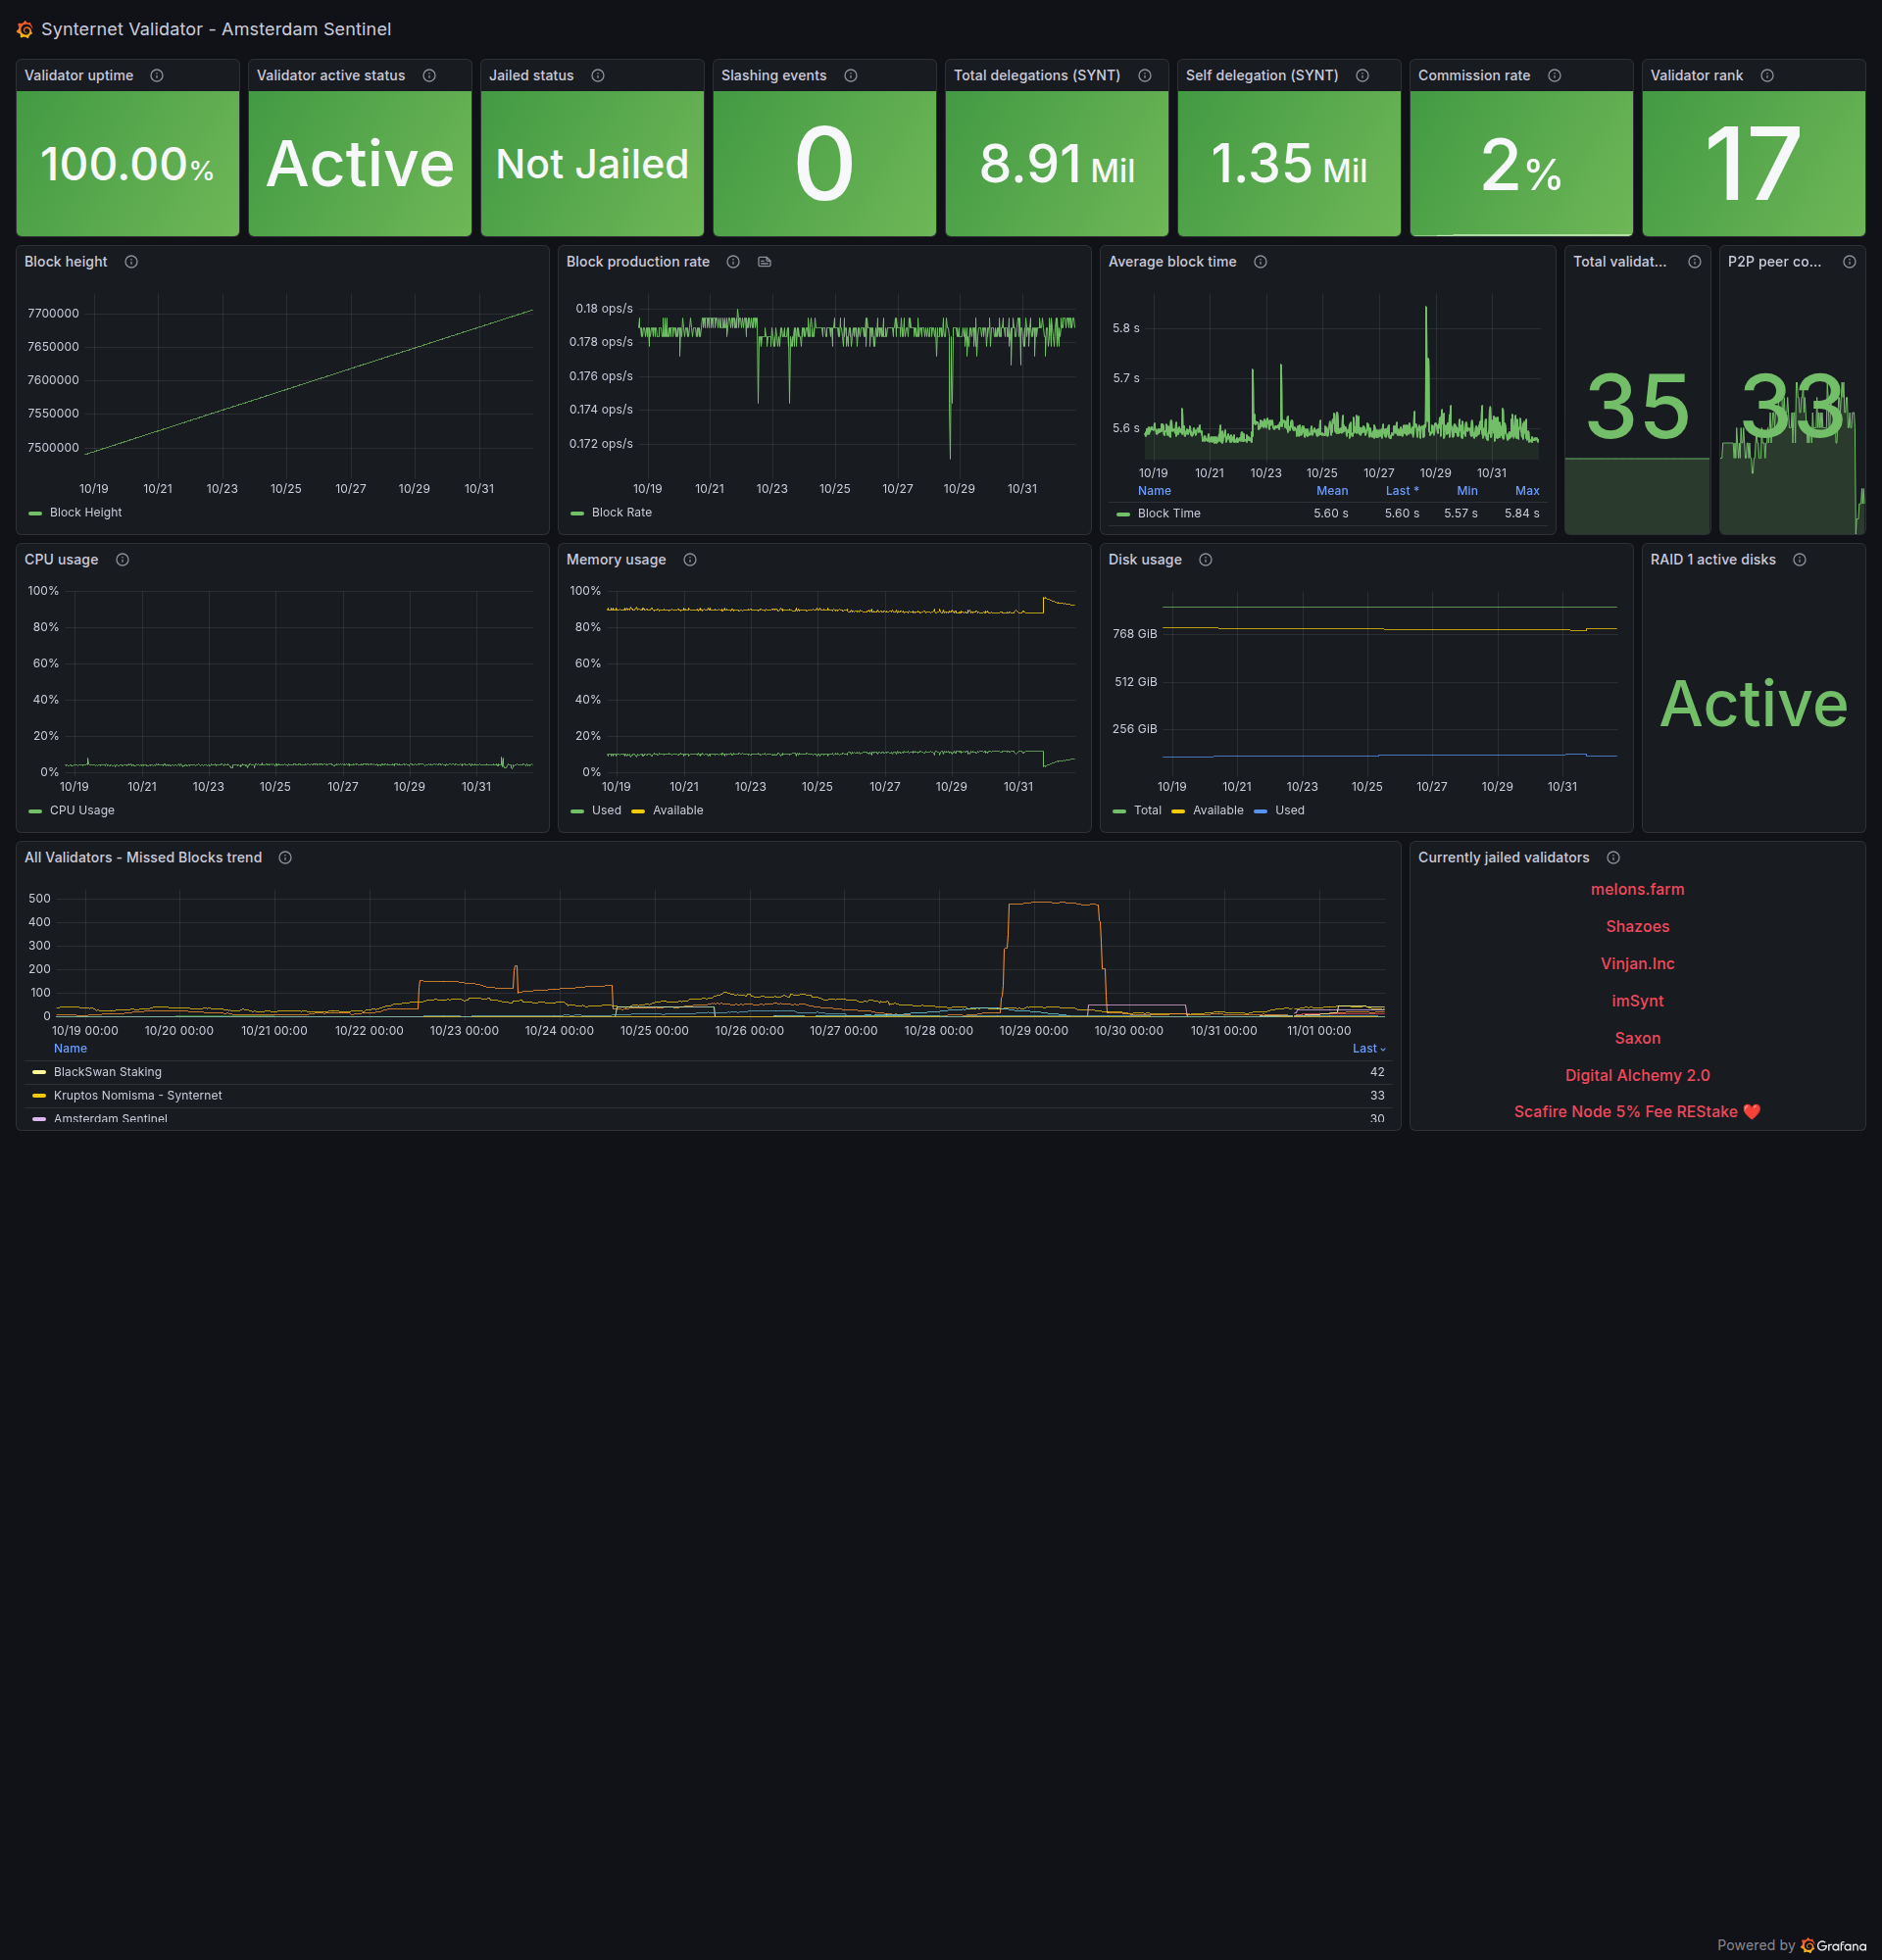 Synternet Validator - Amsterdam Sentinel
Validator uptime
100.00%
Validator active status
Active
Jailed status
Not Jailed
Slashing events
0
Total delegations (SYNT)
8.91 Mil
Self delegation (SYNT)
1.35 Mil
Commission rate
2%
Validator rank
17
Block height
7700000
7650000
7600000
7550000
7500000
10/19 10/21 10/23 10/25 10/27 10/29 10/31
Block Height
Block production rate
0.18 ops/s
0.178 ops/s
0.176 ops/s
0.174 ops/s
0.172 ops/s
10/19 10/21 10/23 10/25 10/27 10/29 10/31
Block Rate
Average block time
5.8 s
5.7 s
5.6 s
10/19 10/21 10/23 10/25 10/27 10/29 10/31
Name Mean Last * Min Max
Block Time 5.60 s 5.60 s 5.57 s 5.84 s
Total validat...
35
P2P peer co...
33
CPU usage
100%
80%
60%
40%
20%
0%
10/19 10/21 10/23 10/25 10/27 10/29 10/31
CPU Usage
Memory usage
100%
80%
60%
40%
20%
0%
10/19 10/21 10/23 10/25 10/27 10/29 10/31
Used Available
Disk usage
768 GiB
512 GiB
256 GiB
10/19 10/21 10/23 10/25 10/27 10/29 10/31
Total Available Used
RAID 1 active disks
Active
All Validators - Missed Blocks trend
500
400
300
200
100
0
10/19 00:00 10/20 00:00 10/21 00:00 10/22 00:00 10/23 00:00 10/24 00:00 10/25 00:00 10/26 00:00 10/27 00:00 10/28 00:00 10/29 00:00 10/30 00:00 10/31 00:00 11/01 00:00
Name Last
BlackSwan Staking 42
Kruptos Nomisma - Synternet 33
Amsterdam Sentinel 30
Currently jailed validators
melons.farm
Shazoes
Vinjan.Inc
imSynt
Saxon
Digital Alchemy 2.0
Scafire Node 5% Fee REStake ❤️
Powered by Grafana